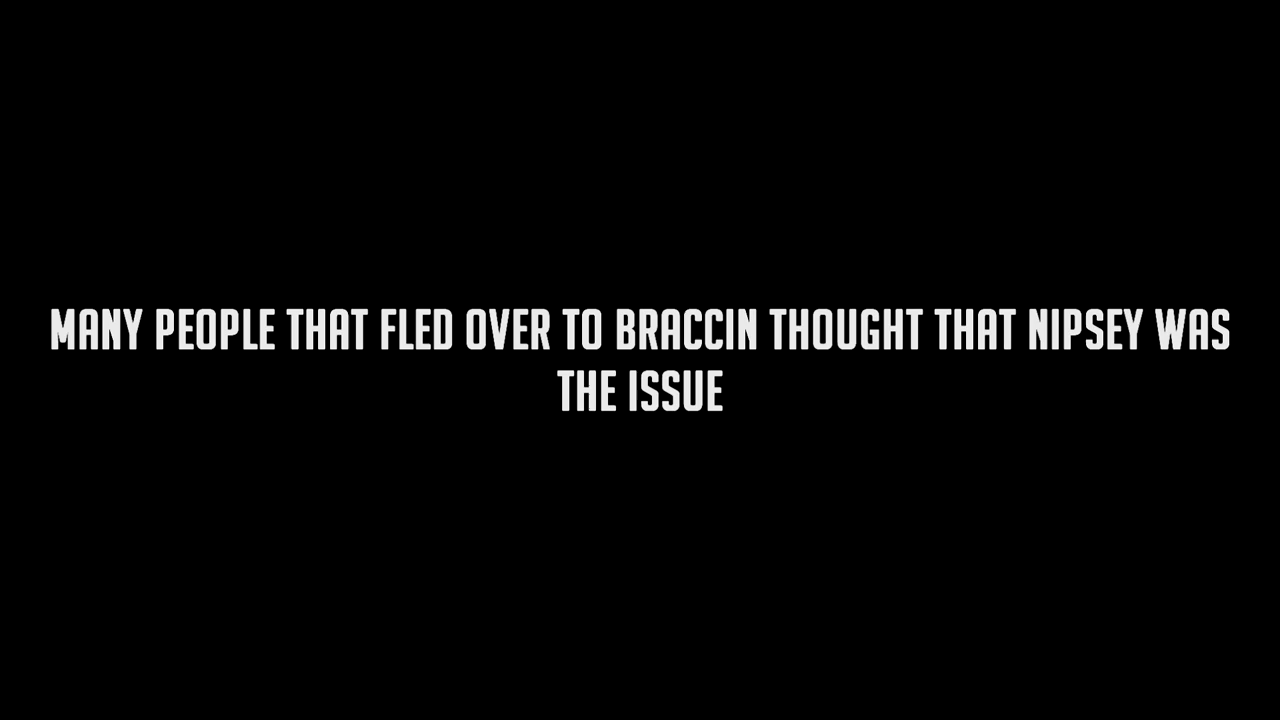 MANY PEOPLE THAT FLED OVER TO BRACCIN THOUGHT THAT NIPSEY WAS
THE ISSUE